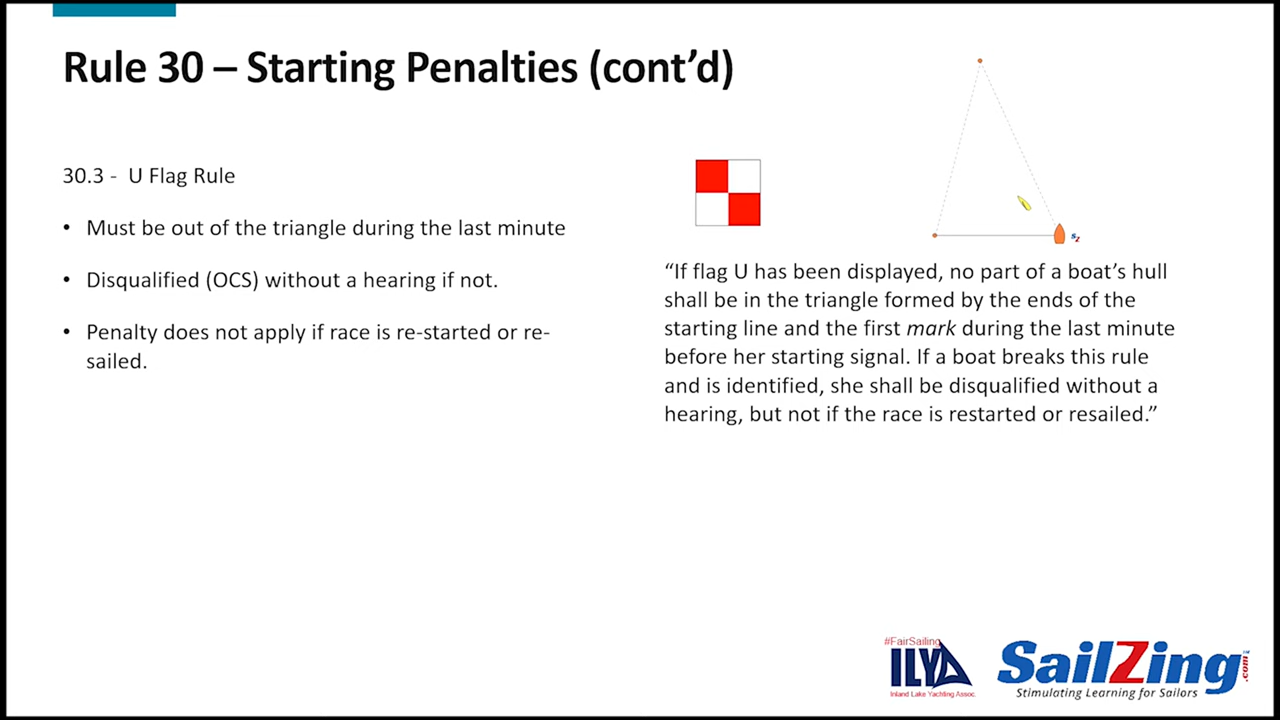 Rule 30 – Starting Penalties (cont’d)
30.3 - U Flag Rule
• Must be out of the triangle during the last minute
• Disqualified (OCS) without a hearing if not.
• Penalty does not apply if race is re-started or re-
sailed.
SZ
“If flag U has been displayed, no part of a boat’s hull
shall be in the triangle formed by the ends of the
starting line and the first mark during the last minute
before her starting signal. If a boat breaks this rule
and is identified, she shall be disqualified without a
hearing, but not if the race is restarted or resailed.”
#FairSailing
ILYA
Inland Lake Yachting Assoc.
SailZing.com™
Stimulating Learning for Sailors